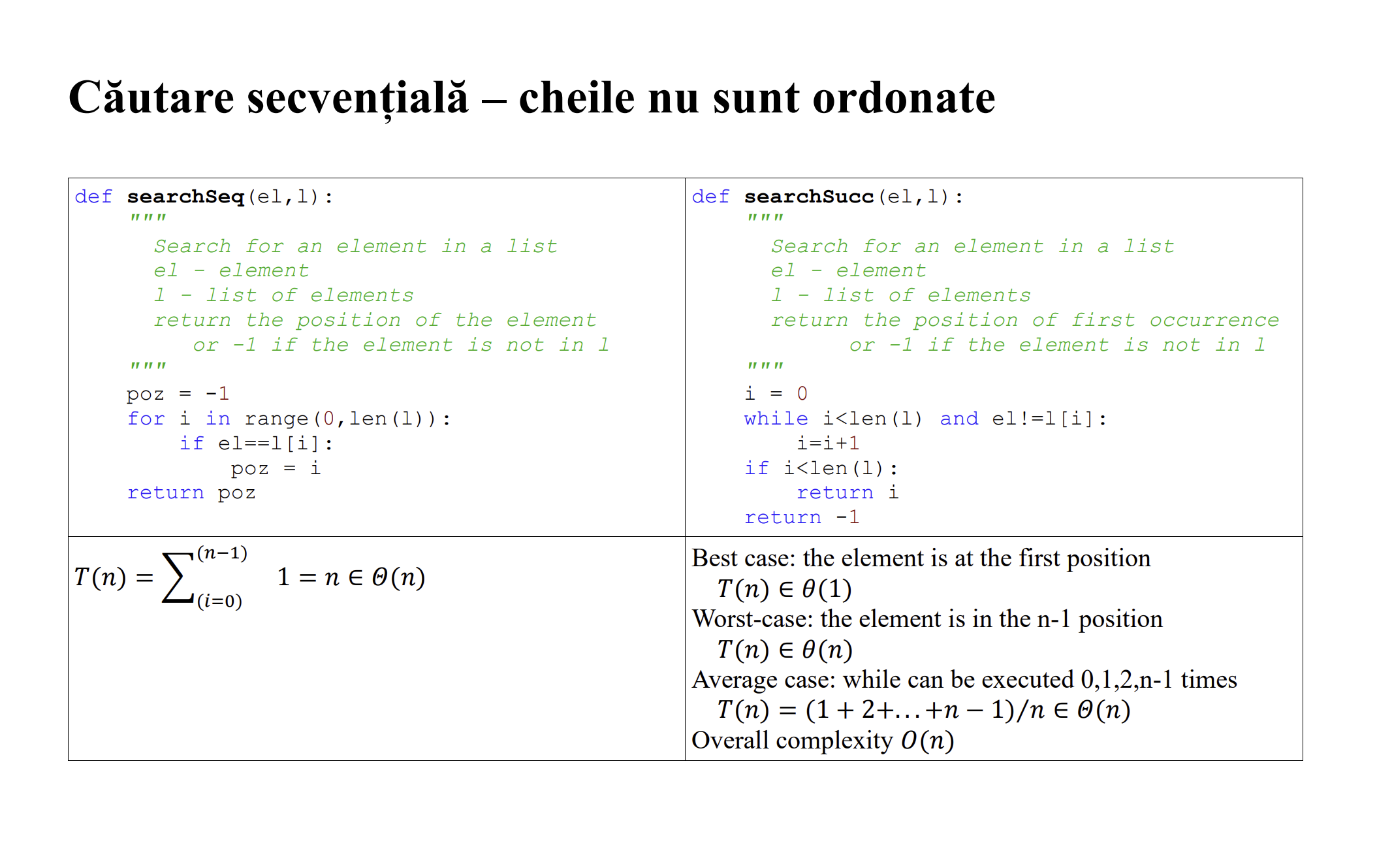 Căutare secvențială – cheile nu sunt ordonate
def searchSeq(el,l):
"""
Search for an element in a list
el - element
l - list of elements
return the position of the element
or -1 if the element is not in l
"""
poz = -1
for i in range(0,len(l)):
if el==l[i]:
poz = i
return poz
def searchSucc(el,l):
"""
Search for an element in a list
el - element
l - list of elements
return the position of first occurrence
or -1 if the element is not in l
"""
i = 0
while i<len(l) and el!=l[i]:
i=i+1
if i<len(l):
return i
return -1
T(n) = ∑_(i=0)^(n−1) 1 = n ∈ Θ(n)
Best case: the element is at the first position
T(n) ∈ θ(1)
Worst-case: the element is in the n-1 position
T(n) ∈ θ(n)
Average case: while can be executed 0,1,2,n-1 times
T(n) = (1 + 2+...+n − 1)/n ∈ Θ(n)
Overall complexity O(n)